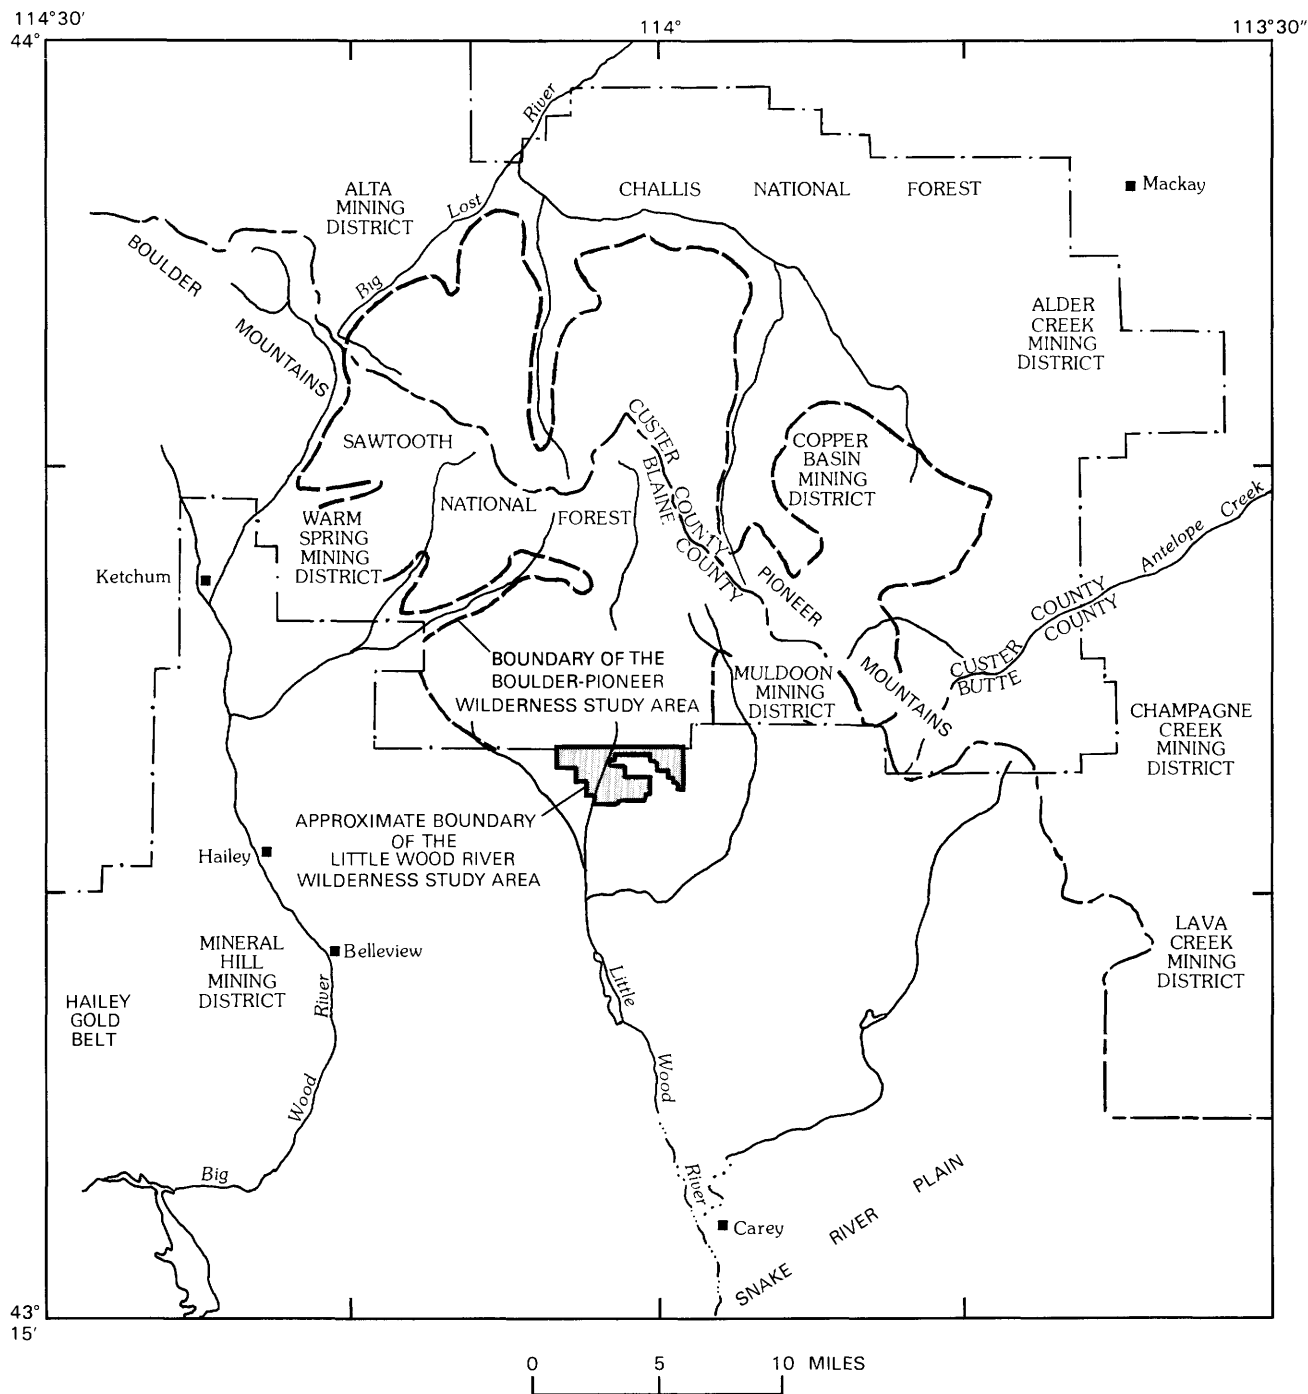 114°30′
114°
113°30″
44°
River
ALTA
MINING
DISTRICT
Lost
Big
CHALLIS NATIONAL FOREST
Mackay
BOULDER
MOUNTAINS
ALDER
CREEK
MINING
DISTRICT
SAWTOOTH
NATIONAL
FOREST
CUSTER COUNTY
BLAINE COUNTY
COPPER
BASIN
MINING
DISTRICT
WARM
SPRING
MINING
DISTRICT
Ketchum
Antelope Creek
PIONEER
MOUNTAINS
CUSTER COUNTY
BUTTE COUNTY
BOUNDARY OF THE
BOULDER-PIONEER
WILDERNESS STUDY AREA
MULDOON
MINING
DISTRICT
CHAMPAGNE
CREEK
MINING
DISTRICT
APPROXIMATE BOUNDARY
OF THE
LITTLE WOOD RIVER
WILDERNESS STUDY AREA
Hailey
Belleview
MINERAL
HILL
MINING
DISTRICT
HAILEY
GOLD
BELT
LAVA
CREEK
MINING
DISTRICT
River
Wood
Big
Little
Wood
River
Carey
SNAKE RIVER PLAIN
43°
15′
0 5 10 MILES